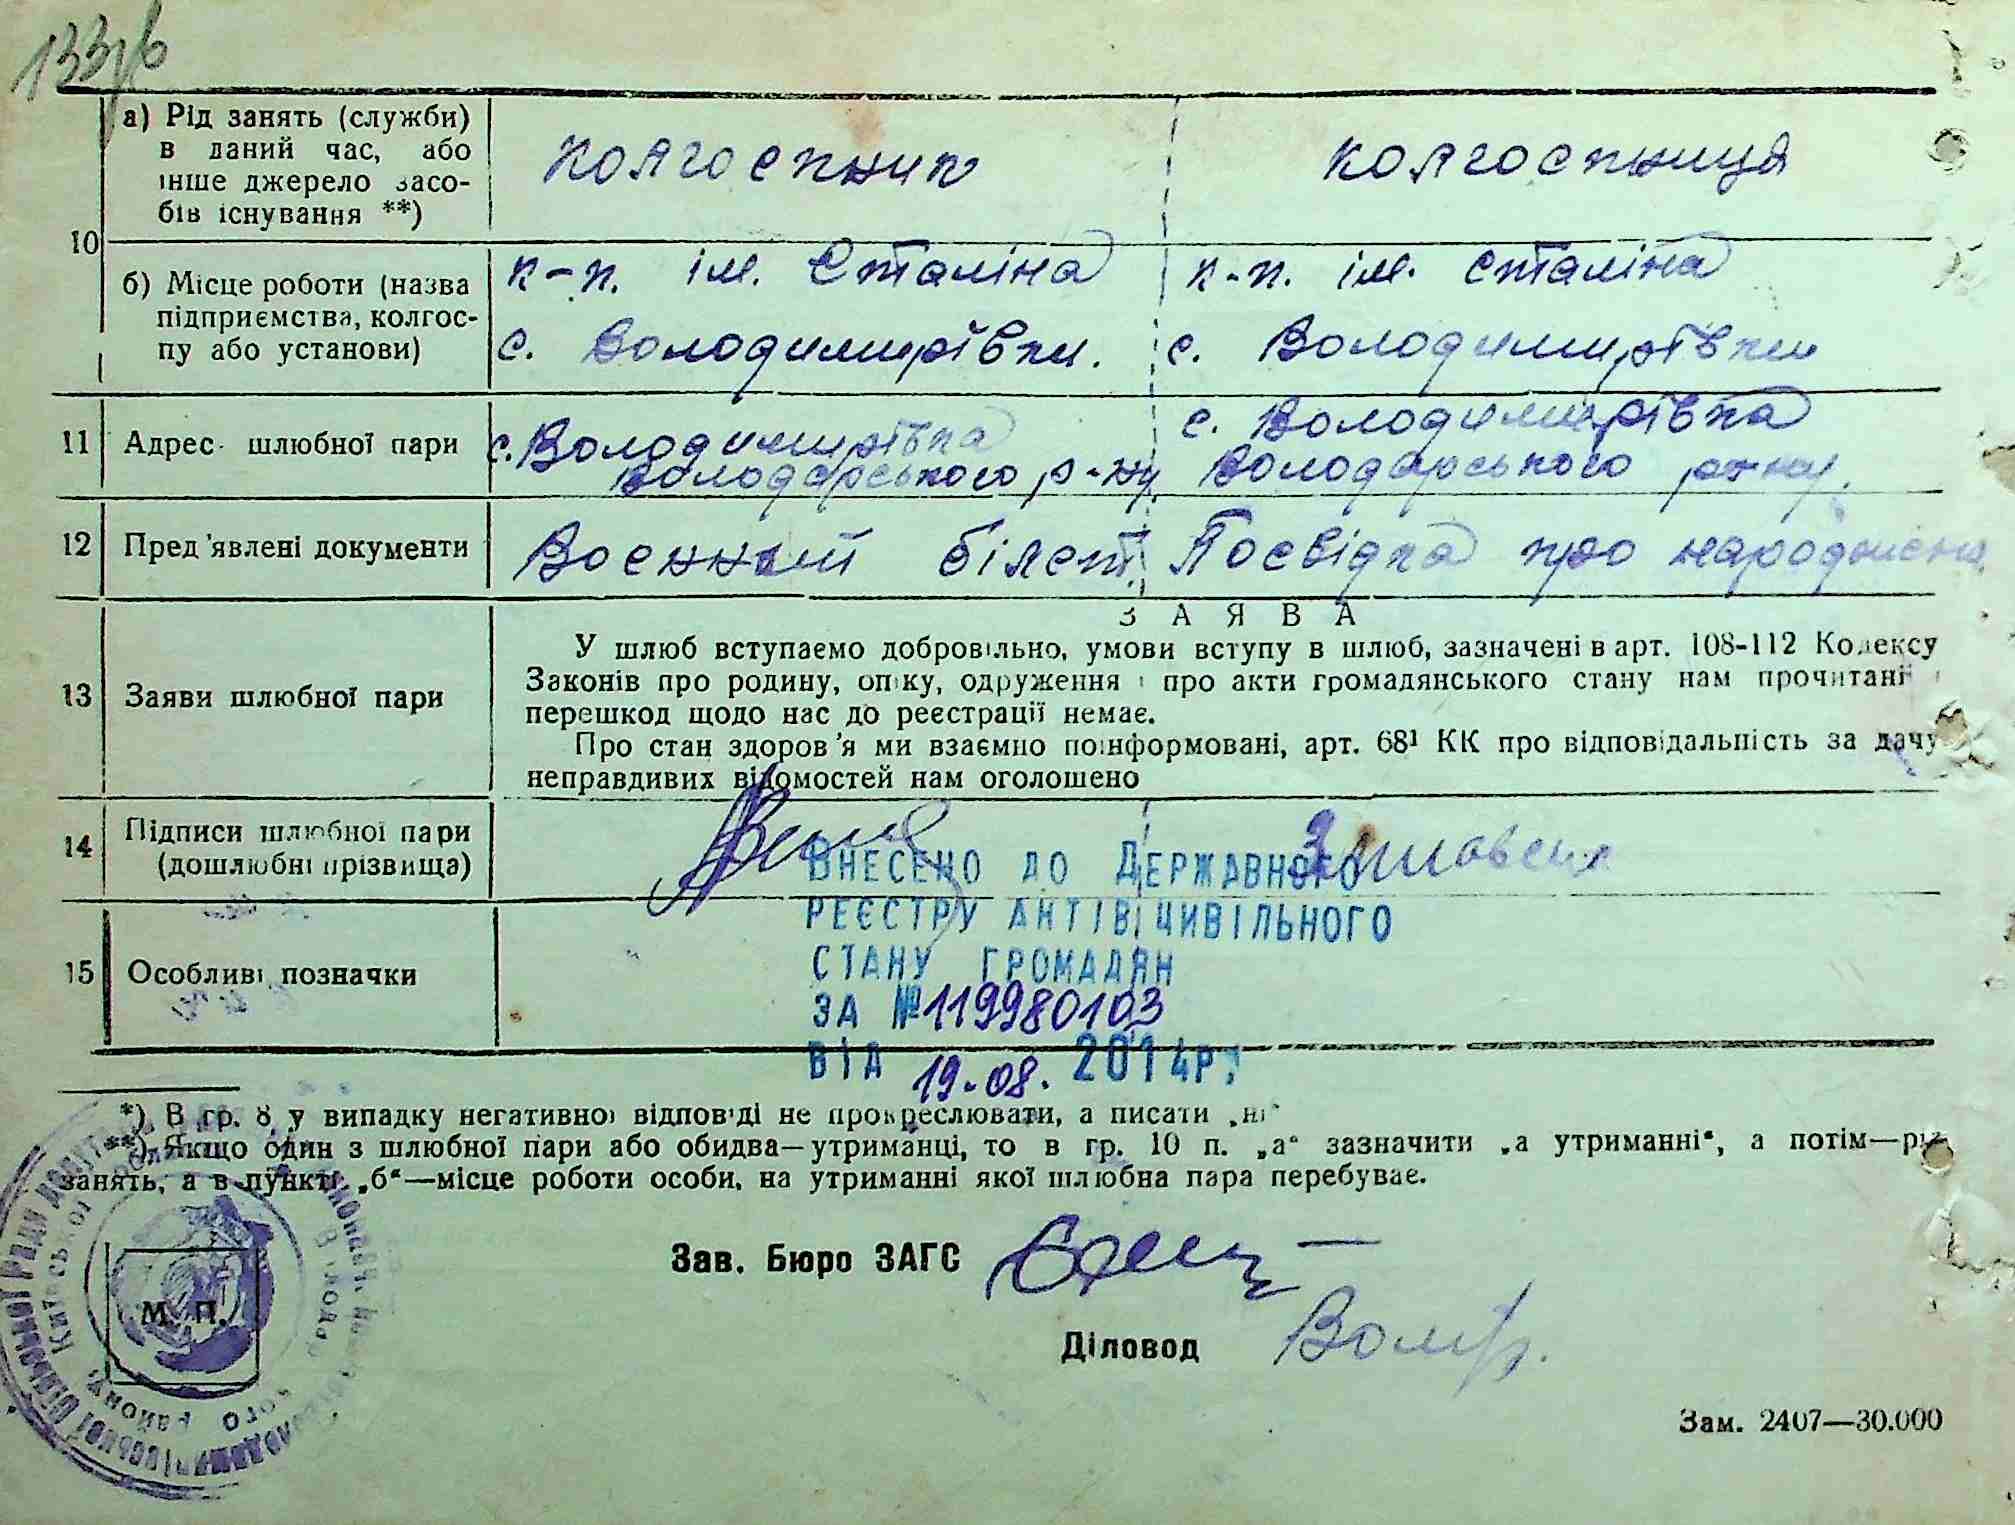 133/в
10
а) Рід занять (служби) в даний час, або інше джерело засобів існування **)
колгоспник
колгоспниця
б) Місце роботи (назва підприємства, колгоспу або установи)
к-п. ім. Сталіна
с. Володимирівки.
к-п. ім. Сталіна
с. Володимирівки
11 Адрес шлюбної пари
с. Володимирівка
Володарського р-ну
с. Володимирівка
Володарського р-ну.
12 Пред'явлені документи
Воєнний білєт.
Посвідка про народження
ЗАЯВА
13 Заяви шлюбної пари
У шлюб вступаємо добровільно, умови вступу в шлюб, зазначені в арт. 108-112 Кодексу
Законів про родину, опіку, одруження і про акти громадянського стану нам прочитані і
перешкод щодо нас до реєстрації немає.
Про стан здоров'я ми взаємно поінформовані, арт. 68¹ КК про відповідальність за дачу
неправдивих відомостей нам оголошено
14 Підписи шлюбної пари
(дошлюбні прізвища)
15 Особливі позначки
ВНЕСЕНО ДО ДЕРЖАВНОГО
РЕЄСТРУ АКТІВ ЦИВІЛЬНОГО
СТАНУ ГРОМАДЯН
ЗА № 119980103
ВІД 19.08. 2014Р.
*) В гр. 8 у випадку негативної відповіді не прокреслювати, а писати „ні“
**) Якщо один з шлюбної пари або обидва—утриманці, то в гр. 10 п. „а“ зазначити „а утриманні“, а потім—рід
занять, а в пункті „б“—місце роботи особи, на утриманні якої шлюбна пара перебуває.
Зав. Бюро ЗАГС
М. П.
Діловод
Зам. 2407—30.000